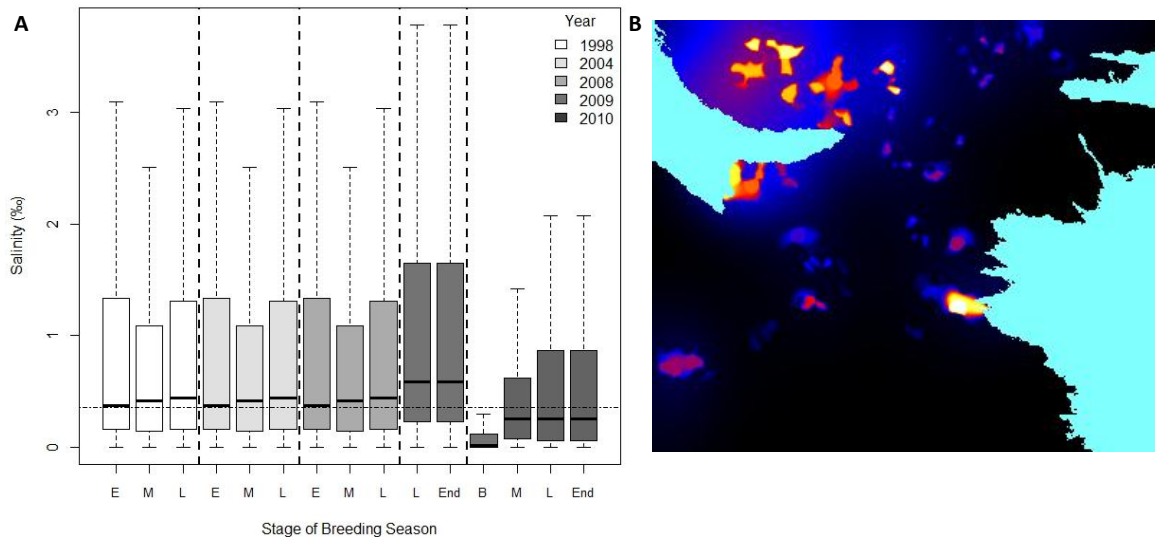 A
B
Year
1998
2004
2008
2009
2010
Salinity (‰)
3
2
1
0
E M L E M L E M L L End B M L End
Stage of Breeding Season